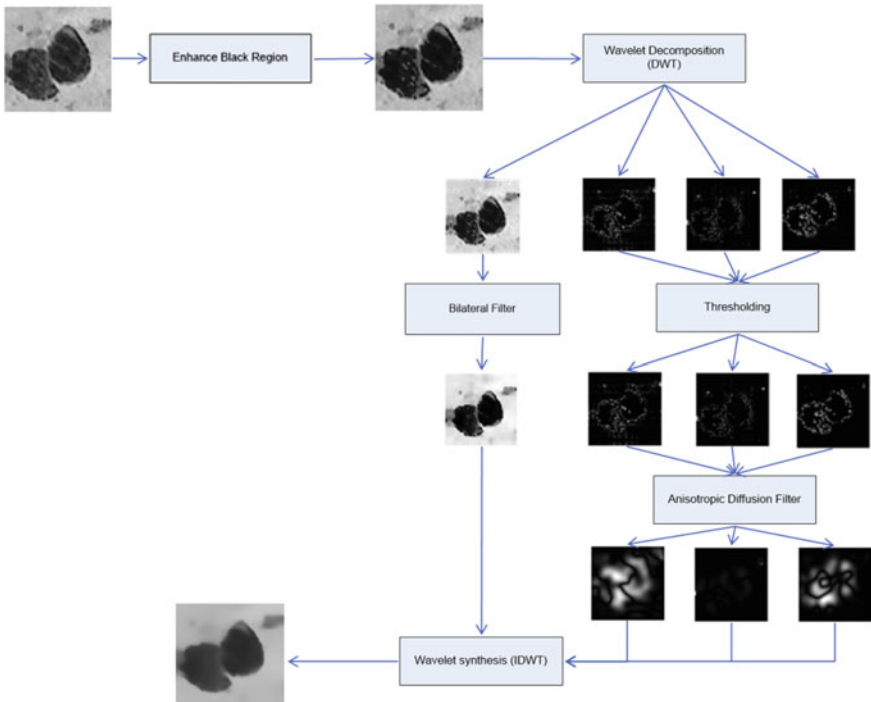 Enhance Black Region
Wavelet Decomposition
(DWT)
Bilateral Filter
Thresholding
Anisotropic Diffusion Filter
Wavelet synthesis (IDWT)